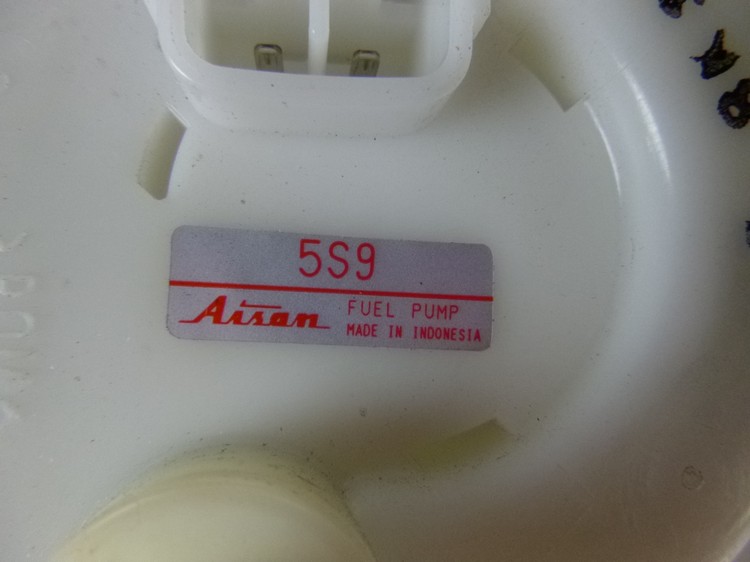 5S9
Aisan
FUEL PUMP
MADE IN INDONESIA